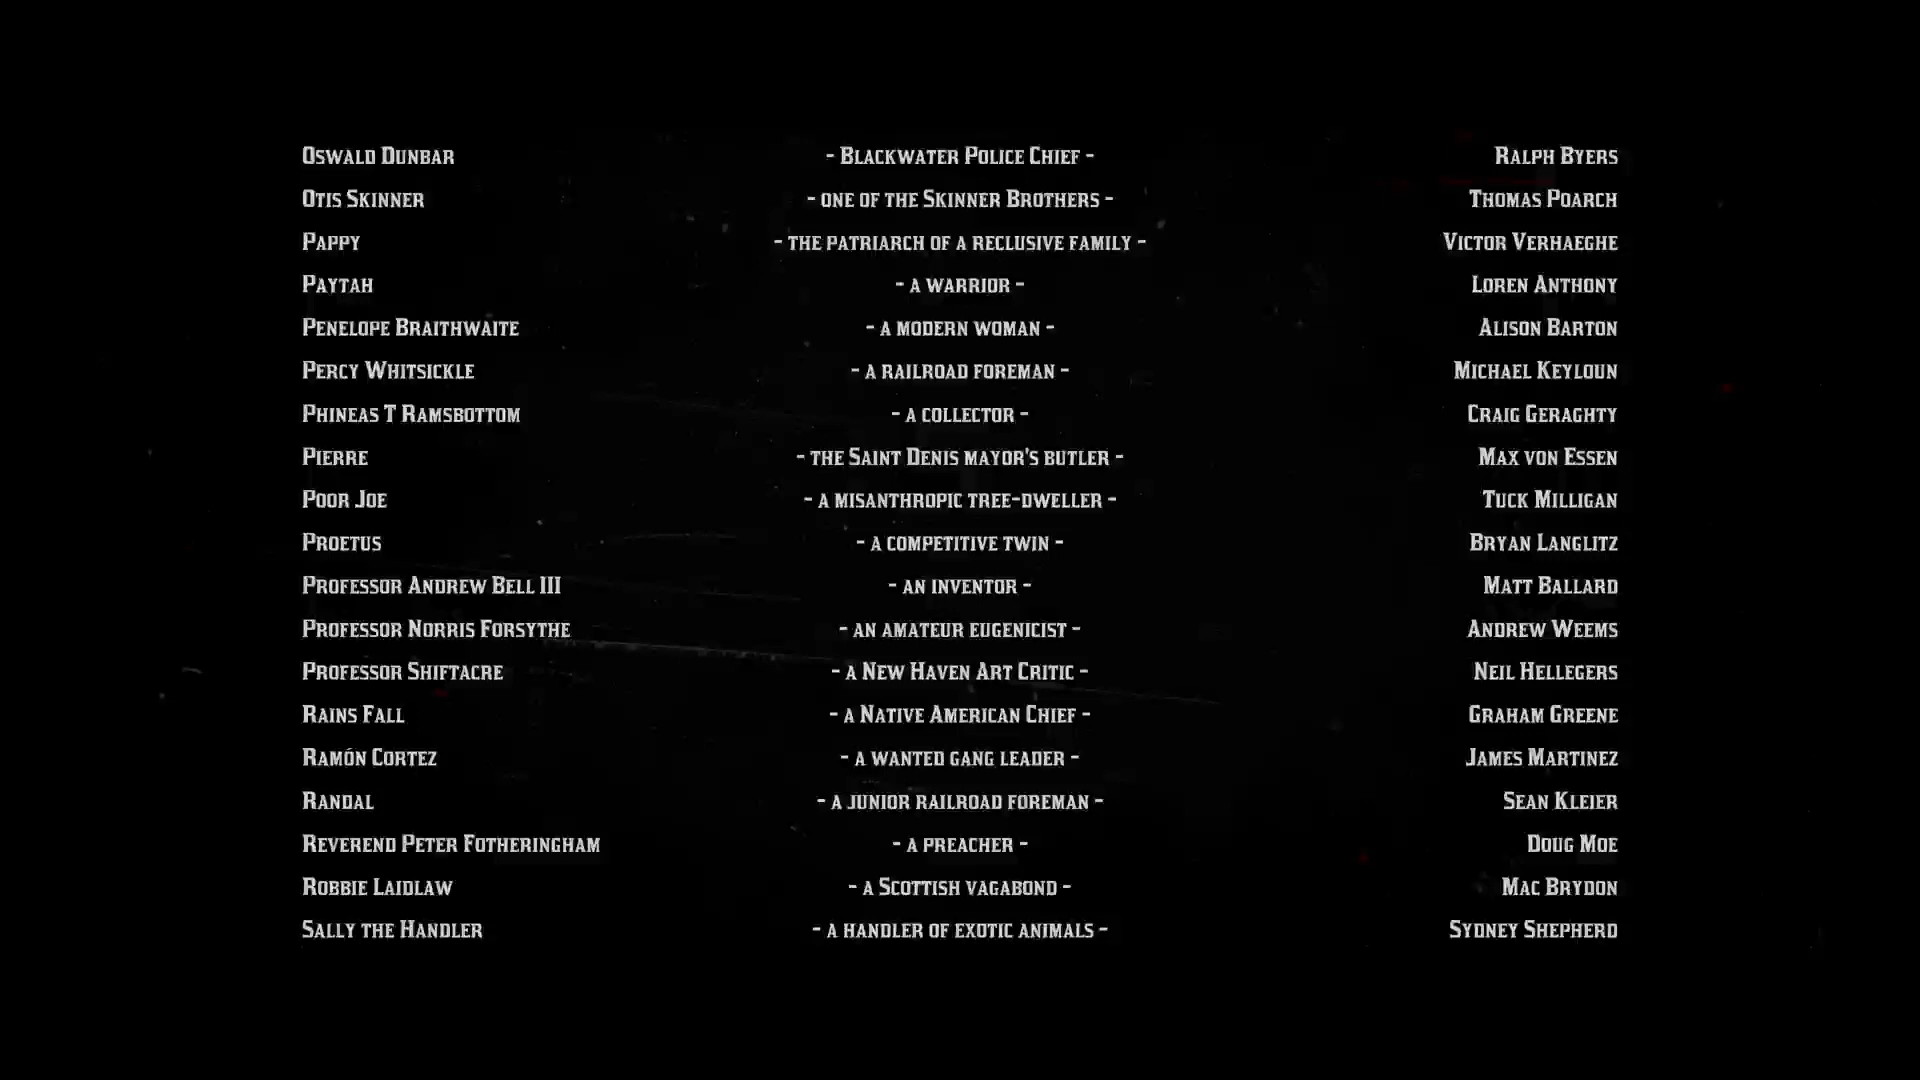 Oswald Dunbar - Blackwater Police Chief - Ralph Byers
Otis Skinner - one of the Skinner Brothers - Thomas Poarch
Pappy - the patriarch of a reclusive family - Victor Verhaeghe
Paytah - a warrior - Loren Anthony
Penelope Braithwaite - a modern woman - Alison Barton
Percy Whitsickle - a railroad foreman - Michael Keyloun
Phineas T Ramsbottom - a collector - Craig Geraghty
Pierre - the Saint Denis mayor's butler - Max von Essen
Poor Joe - a misanthropic tree-dweller - Tuck Milligan
Proetus - a competitive twin - Bryan Langlitz
Professor Andrew Bell III - an inventor - Matt Ballard
Professor Norris Forsythe - an amateur eugenicist - Andrew Weems
Professor Shiftacre - a New Haven Art Critic - Neil Hellegers
Rains Fall - a Native American Chief - Graham Greene
Ramón Cortez - a wanted gang leader - James Martinez
Randal - a junior railroad foreman - Sean Kleier
Reverend Peter Fotheringham - a preacher - Doug Moe
Robbie Laidlaw - a Scottish vagabond - Mac Brydon
Sally the Handler - a handler of exotic animals - Sydney Shepherd